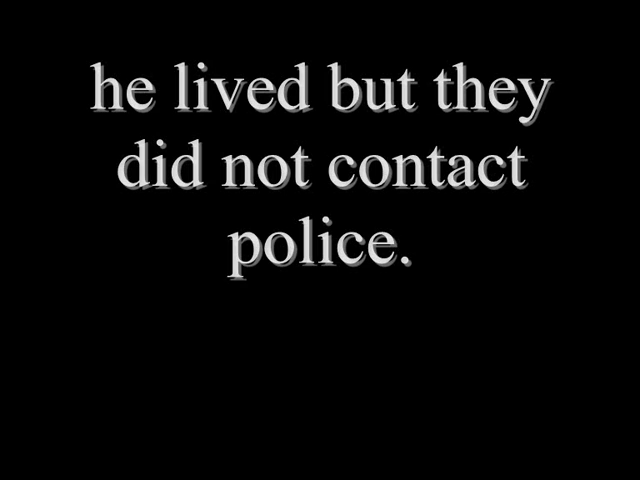 he lived but they
did not contact
police.